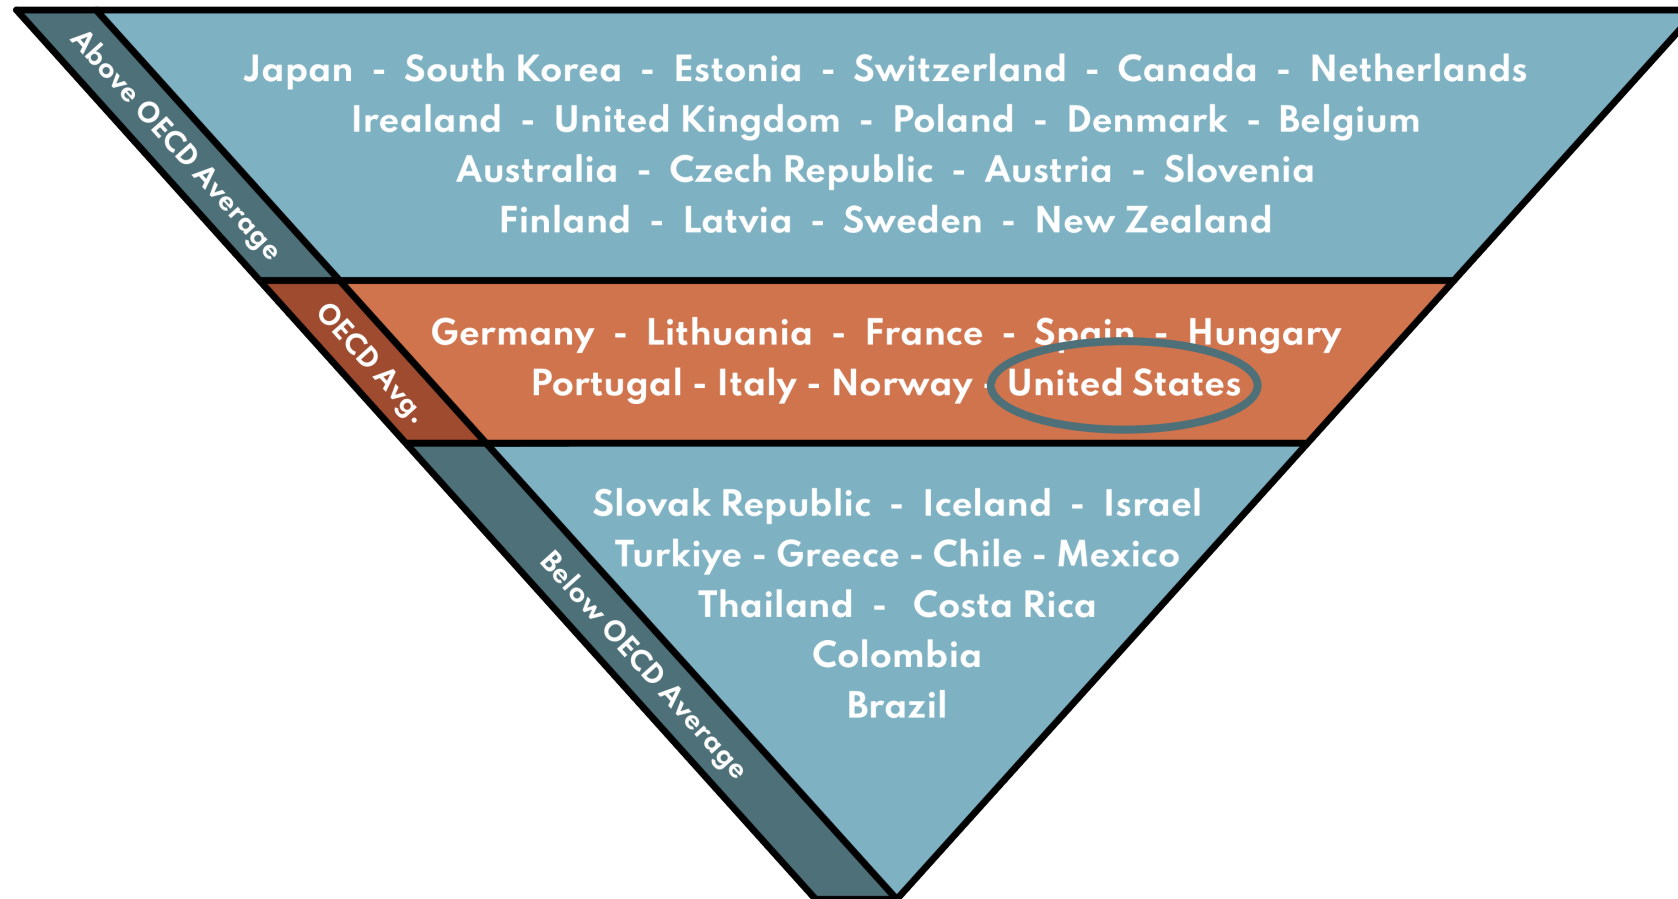 Above OECD Average
Japan - South Korea - Estonia - Switzerland - Canada - Netherlands
Irealand - United Kingdom - Poland - Denmark - Belgium
Australia - Czech Republic - Austria - Slovenia
Finland - Latvia - Sweden - New Zealand
OECD Avg.
Germany - Lithuania - France - Spain - Hungary
Portugal - Italy - Norway - United States
Below OECD Average
Slovak Republic - Iceland - Israel
Turkiye - Greece - Chile - Mexico
Thailand - Costa Rica
Colombia
Brazil